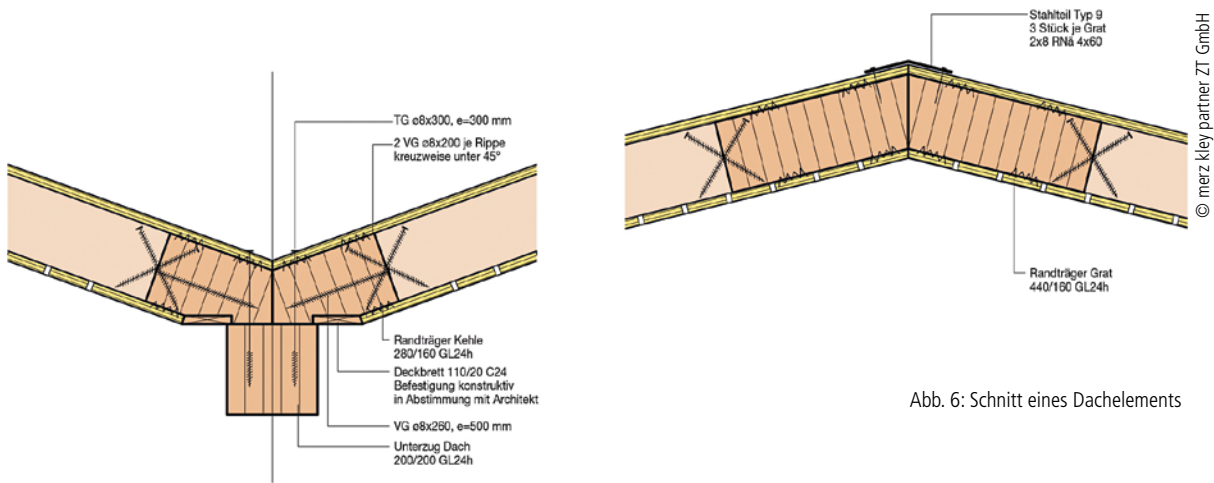 TG ø8x300, e=300 mm
2 VG ø8x200 je Rippe
kreuzweise unter 45°
Randträger Kehle
280/160 GL24h
Deckbrett 110/20 C24
Befestigung konstruktiv
in Abstimmung mit Architekt
VG ø8x260, e=500 mm
Unterzug Dach
200/200 GL24h
Stahlteil Typ 9
3 Stück je Grat
2x8 RNä 4x60
Randträger Grat
440/160 GL24h
© merz kley partner ZT GmbH
Abb. 6: Schnitt eines Dachelements